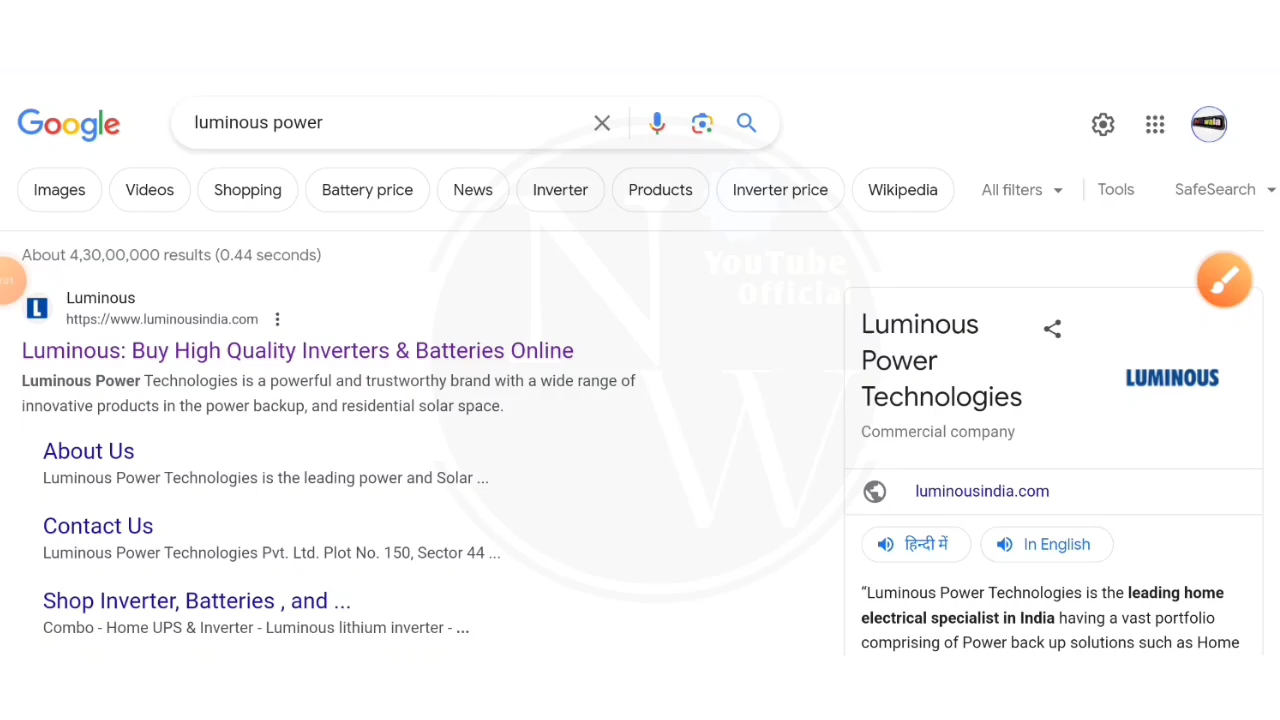 Google
luminous power
Images
Videos
Shopping
Battery price
News
Inverter
Products
Inverter price
Wikipedia
All filters
Tools
SafeSearch
About 4,30,00,000 results (0.44 seconds)
YouTube
Official
L
Luminous
https://www.luminousindia.com
Luminous: Buy High Quality Inverters & Batteries Online
Luminous Power Technologies is a powerful and trustworthy brand with a wide range of
innovative products in the power backup, and residential solar space.
About Us
Luminous Power Technologies is the leading power and Solar ...
Contact Us
Luminous Power Technologies Pvt. Ltd. Plot No. 150, Sector 44 ...
Shop Inverter, Batteries , and ...
Combo - Home UPS & Inverter - Luminous lithium inverter - ...
NW
Luminous
Power
Technologies
LUMINOUS
Commercial company
luminousindia.com
हिन्दी में
In English
“Luminous Power Technologies is the leading home
electrical specialist in India having a vast portfolio
comprising of Power back up solutions such as Home